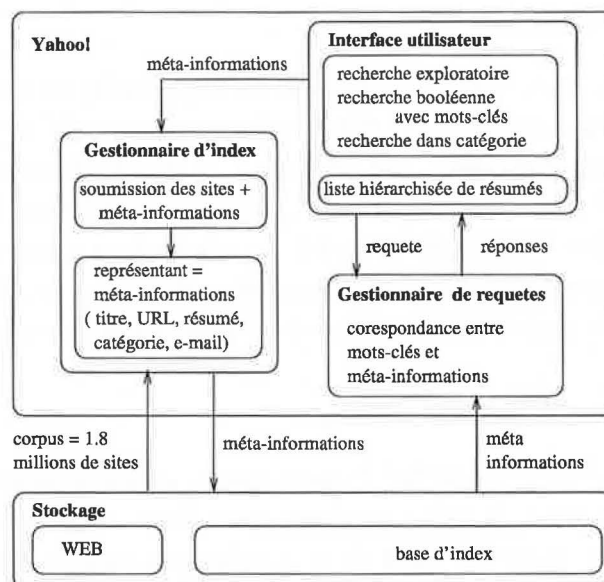 Yahoo!
Interface utilisateur
recherche exploratoire
recherche booléenne
avec mots-clés
recherche dans catégorie
liste hiérarchisée de résumés
méta-informations
Gestionnaire d'index
soumission des sites +
méta-informations
représentant =
méta-informations
( titre, URL, résumé,
catégorie, e-mail)
requete
réponses
Gestionnaire de requetes
corespondance entre
mots-clés et
méta-informations
corpus = 1.8
millions de sites
méta-informations
méta
informations
Stockage
WEB
base d'index